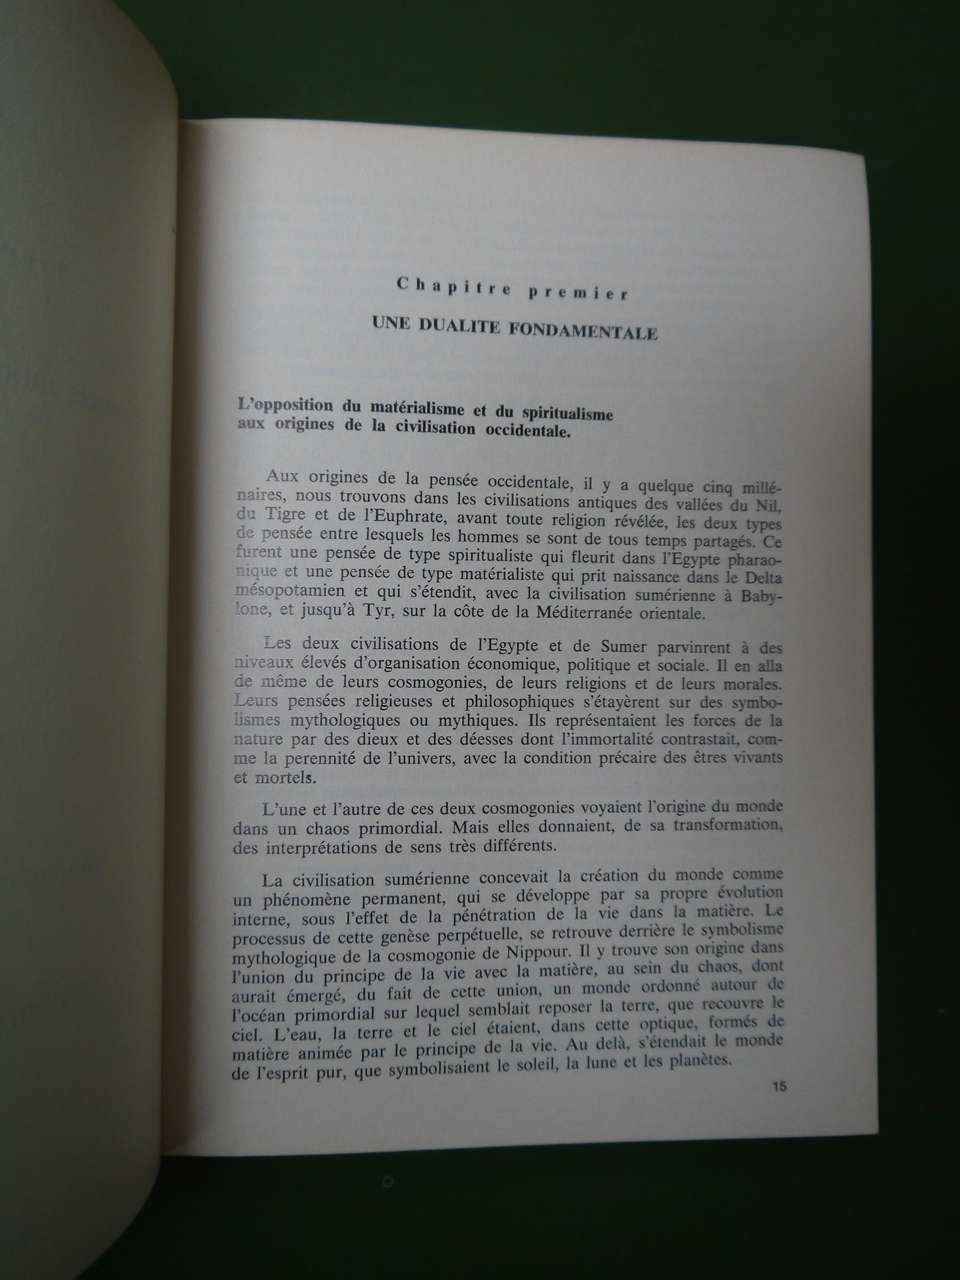 Chapitre premier
UNE DUALITE FONDAMENTALE
L'opposition du matérialisme et du spiritualisme
aux origines de la civilisation occidentale.
Aux origines de la pensée occidentale, il y a quelque cinq millé-
naires, nous trouvons dans les civilisations antiques des vallées du Nil,
du Tigre et de l'Euphrate, avant toute religion révélée, les deux types
de pensée entre lesquels les hommes se sont de tous temps partagés. Ce
furent une pensée de type spiritualiste qui fleurit dans l'Egypte pharao-
nique et une pensée de type matérialiste qui prit naissance dans le Delta
mésopotamien et qui s'étendit, avec la civilisation sumérienne à Baby-
lone, et jusqu'à Tyr, sur la côte de la Méditerranée orientale.
Les deux civilisations de l'Egypte et de Sumer parvinrent à des
niveaux élevés d'organisation économique, politique et sociale. Il en alla
de même de leurs cosmogonies, de leurs religions et de leurs morales.
Leurs pensées religieuses et philosophiques s'étayèrent sur des symbo-
lismes mythologiques ou mythiques. Ils représentaient les forces de la
nature par des dieux et des déesses dont l'immortalité contrastait, com-
me la perennité de l'univers, avec la condition précaire des êtres vivants
et mortels.
L'une et l'autre de ces deux cosmogonies voyaient l'origine du monde
dans un chaos primordial. Mais elles donnaient, de sa transformation,
des interprétations de sens très différents.
La civilisation sumérienne concevait la création du monde comme
un phénomène permanent, qui se développe par sa propre évolution
interne, sous l'effet de la pénétration de la vie dans la matière. Le
processus de cette genèse perpétuelle, se retrouve derrière le symbolisme
mythologique de la cosmogonie de Nippour. Il y trouve son origine dans
l'union du principe de la vie avec la matière, au sein du chaos, dont
aurait émergé, du fait de cette union, un monde ordonné autour de
l'océan primordial sur lequel semblait reposer la terre, que recouvre le
ciel. L'eau, la terre et le ciel étaient, dans cette optique, formés de
matière animée par le principe de la vie. Au delà, s'étendait le monde
de l'esprit pur, que symbolisaient le soleil, la lune et les planètes.
15